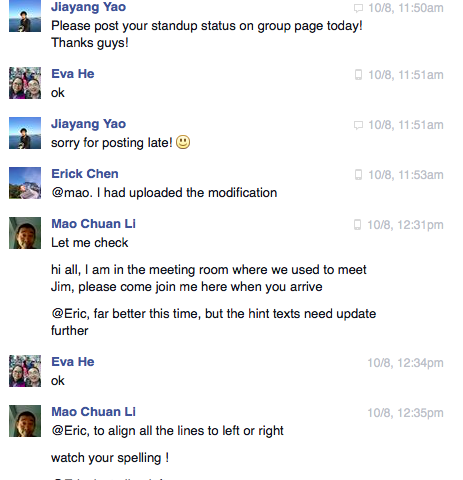 Jiayang Yao 10/8, 11:50am
Please post your standup status on group page today!
Thanks guys!
Eva He 10/8, 11:51am
ok
Jiayang Yao 10/8, 11:51am
sorry for posting late!
Erick Chen 10/8, 11:53am
@mao. I had uploaded the modification
Mao Chuan Li 10/8, 12:31pm
Let me check
hi all, I am in the meeting room where we used to meet
Jim, please come join me here when you arrive
@Eric, far better this time, but the hint texts need update
further
Eva He 10/8, 12:34pm
ok
Mao Chuan Li 10/8, 12:35pm
@Eric, to align all the lines to left or right
watch your spelling !